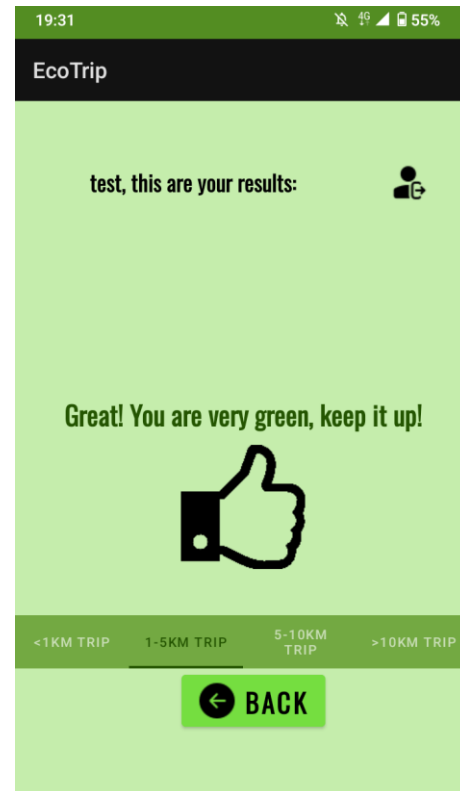 19:31 4G 55%
EcoTrip
test, this are your results:
Great! You are very green, keep it up!
<1KM TRIP 1-5KM TRIP 5-10KM TRIP >10KM TRIP
BACK